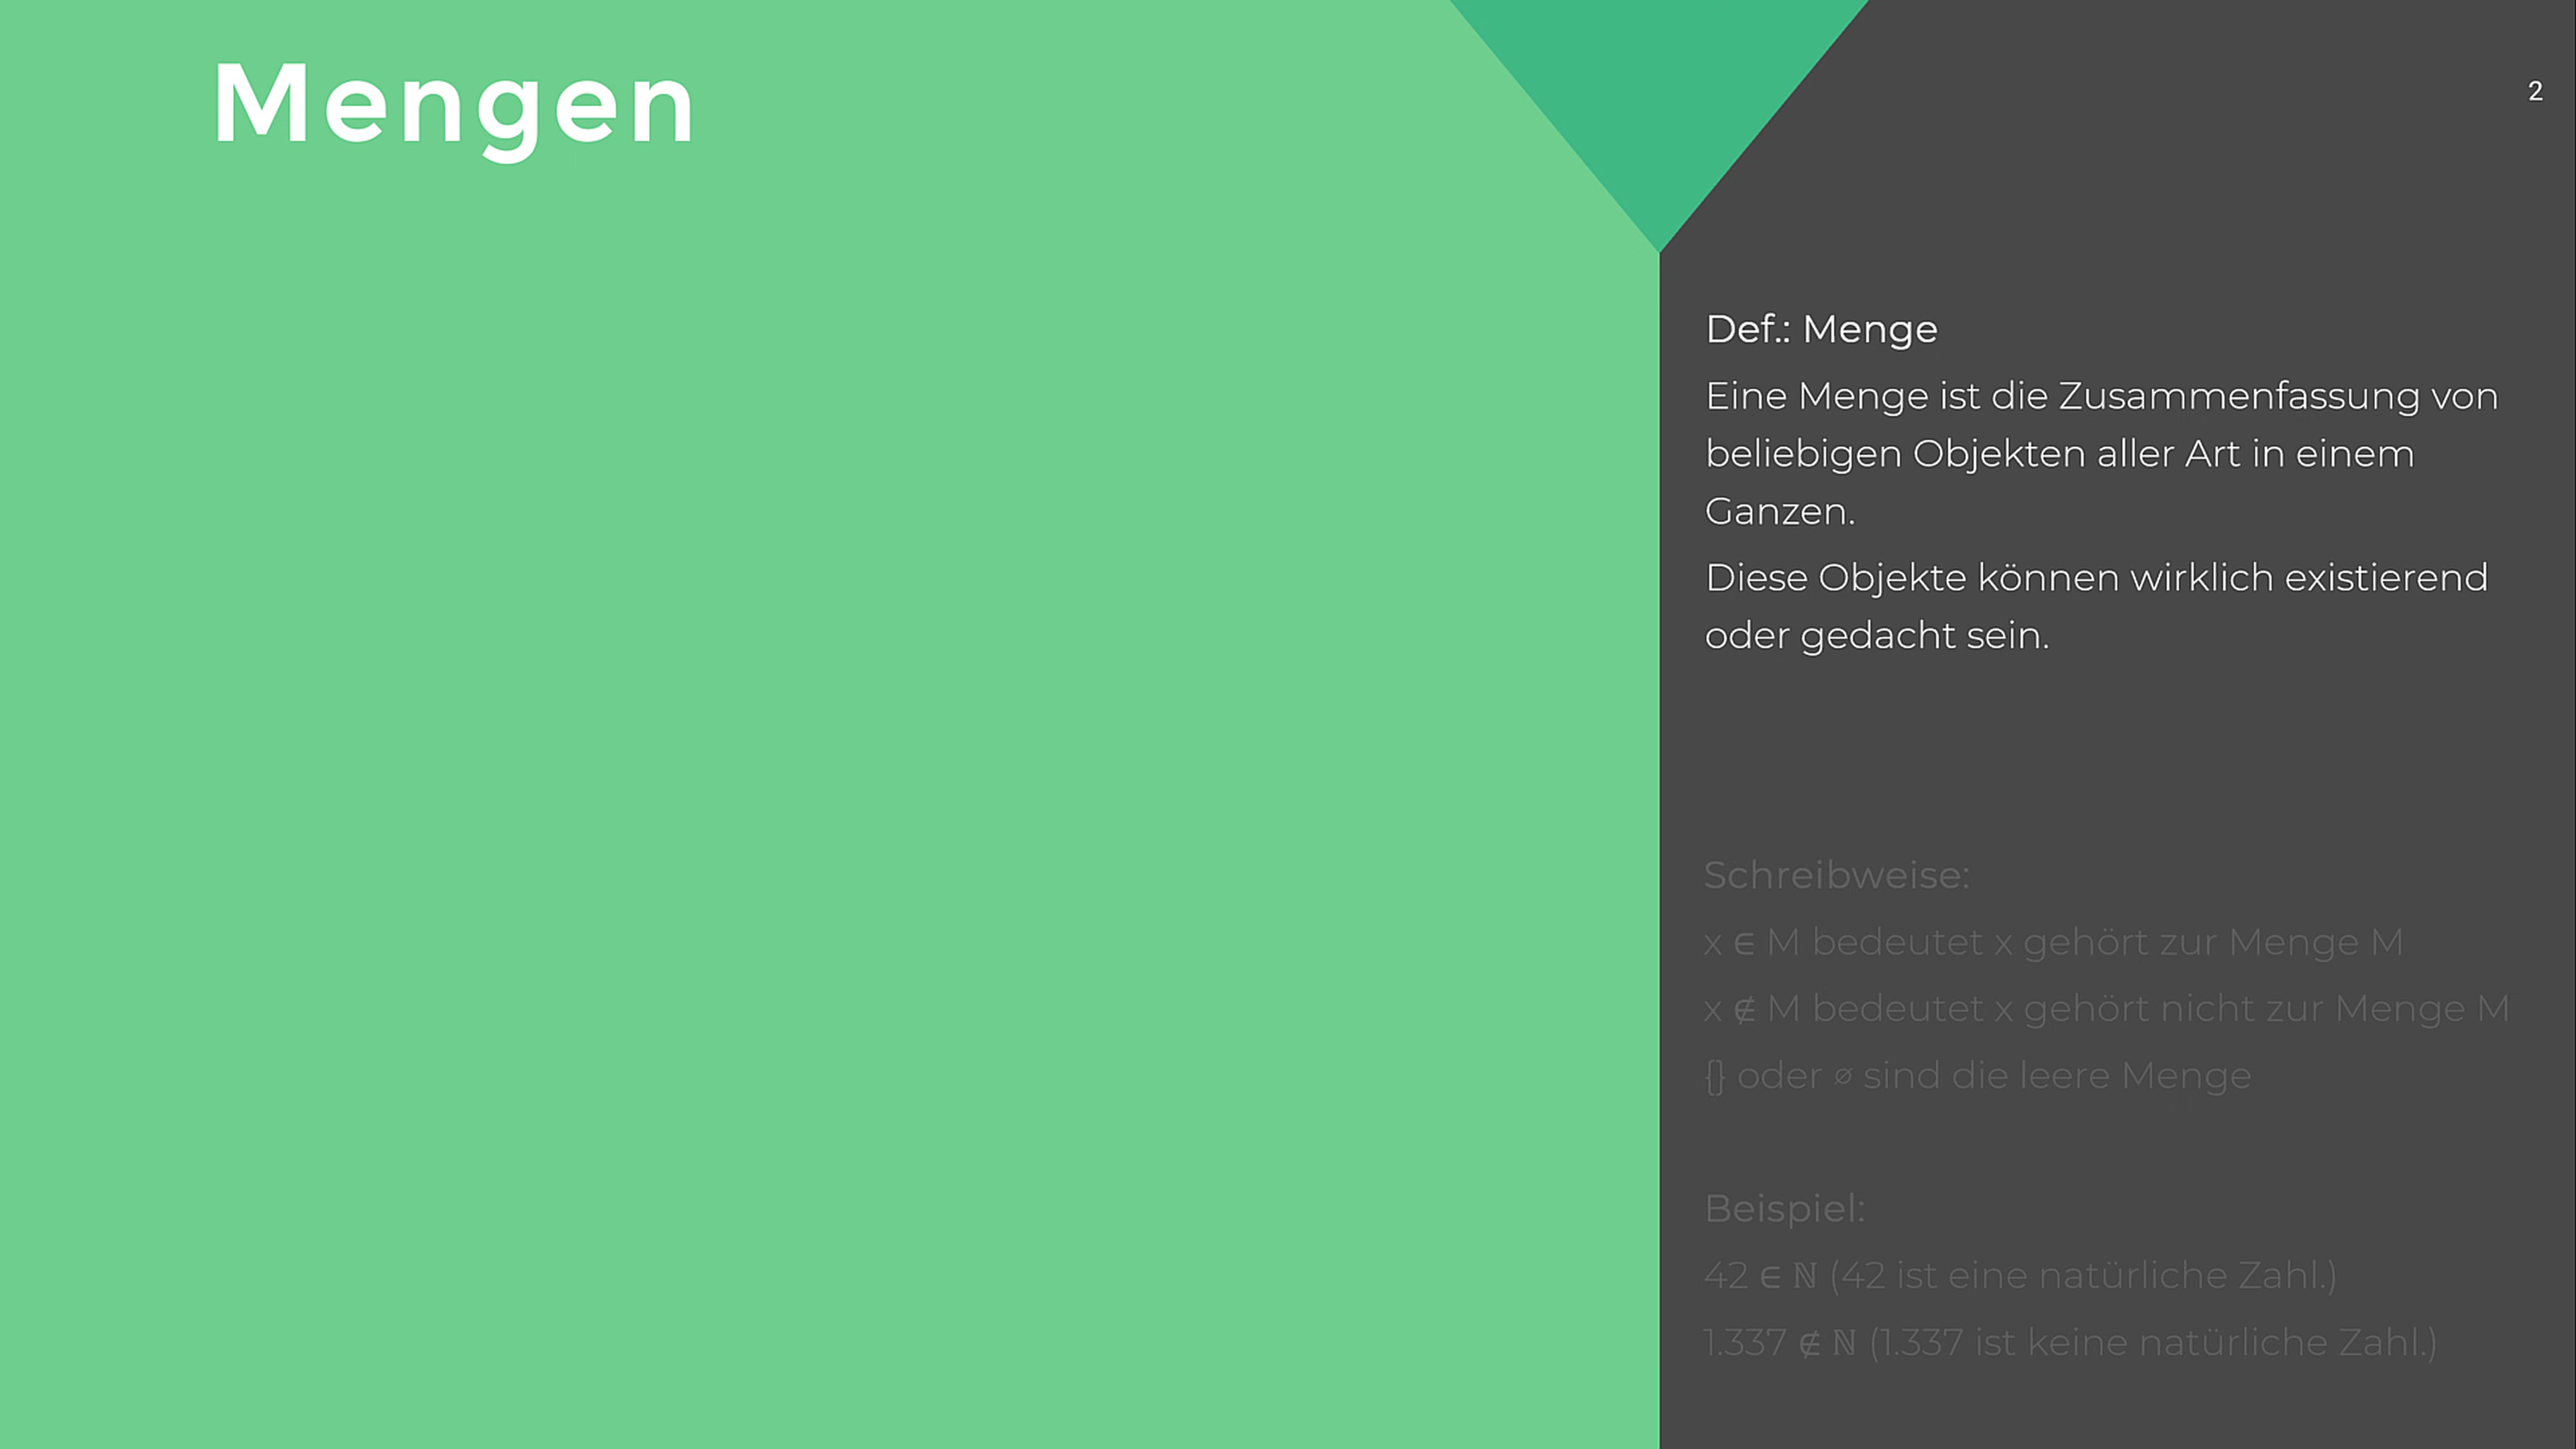 Mengen
2
Def.: Menge
Eine Menge ist die Zusammenfassung von
beliebigen Objekten aller Art in einem
Ganzen.
Diese Objekte können wirklich existierend
oder gedacht sein.
Schreibweise:
x ∈ M bedeutet x gehört zur Menge M
x ∉ M bedeutet x gehört nicht zur Menge M
{} oder ∅ sind die leere Menge
Beispiel:
42 ∈ ℕ (42 ist eine natürliche Zahl.)
1.337 ∉ ℕ (1.337 ist keine natürliche Zahl.)